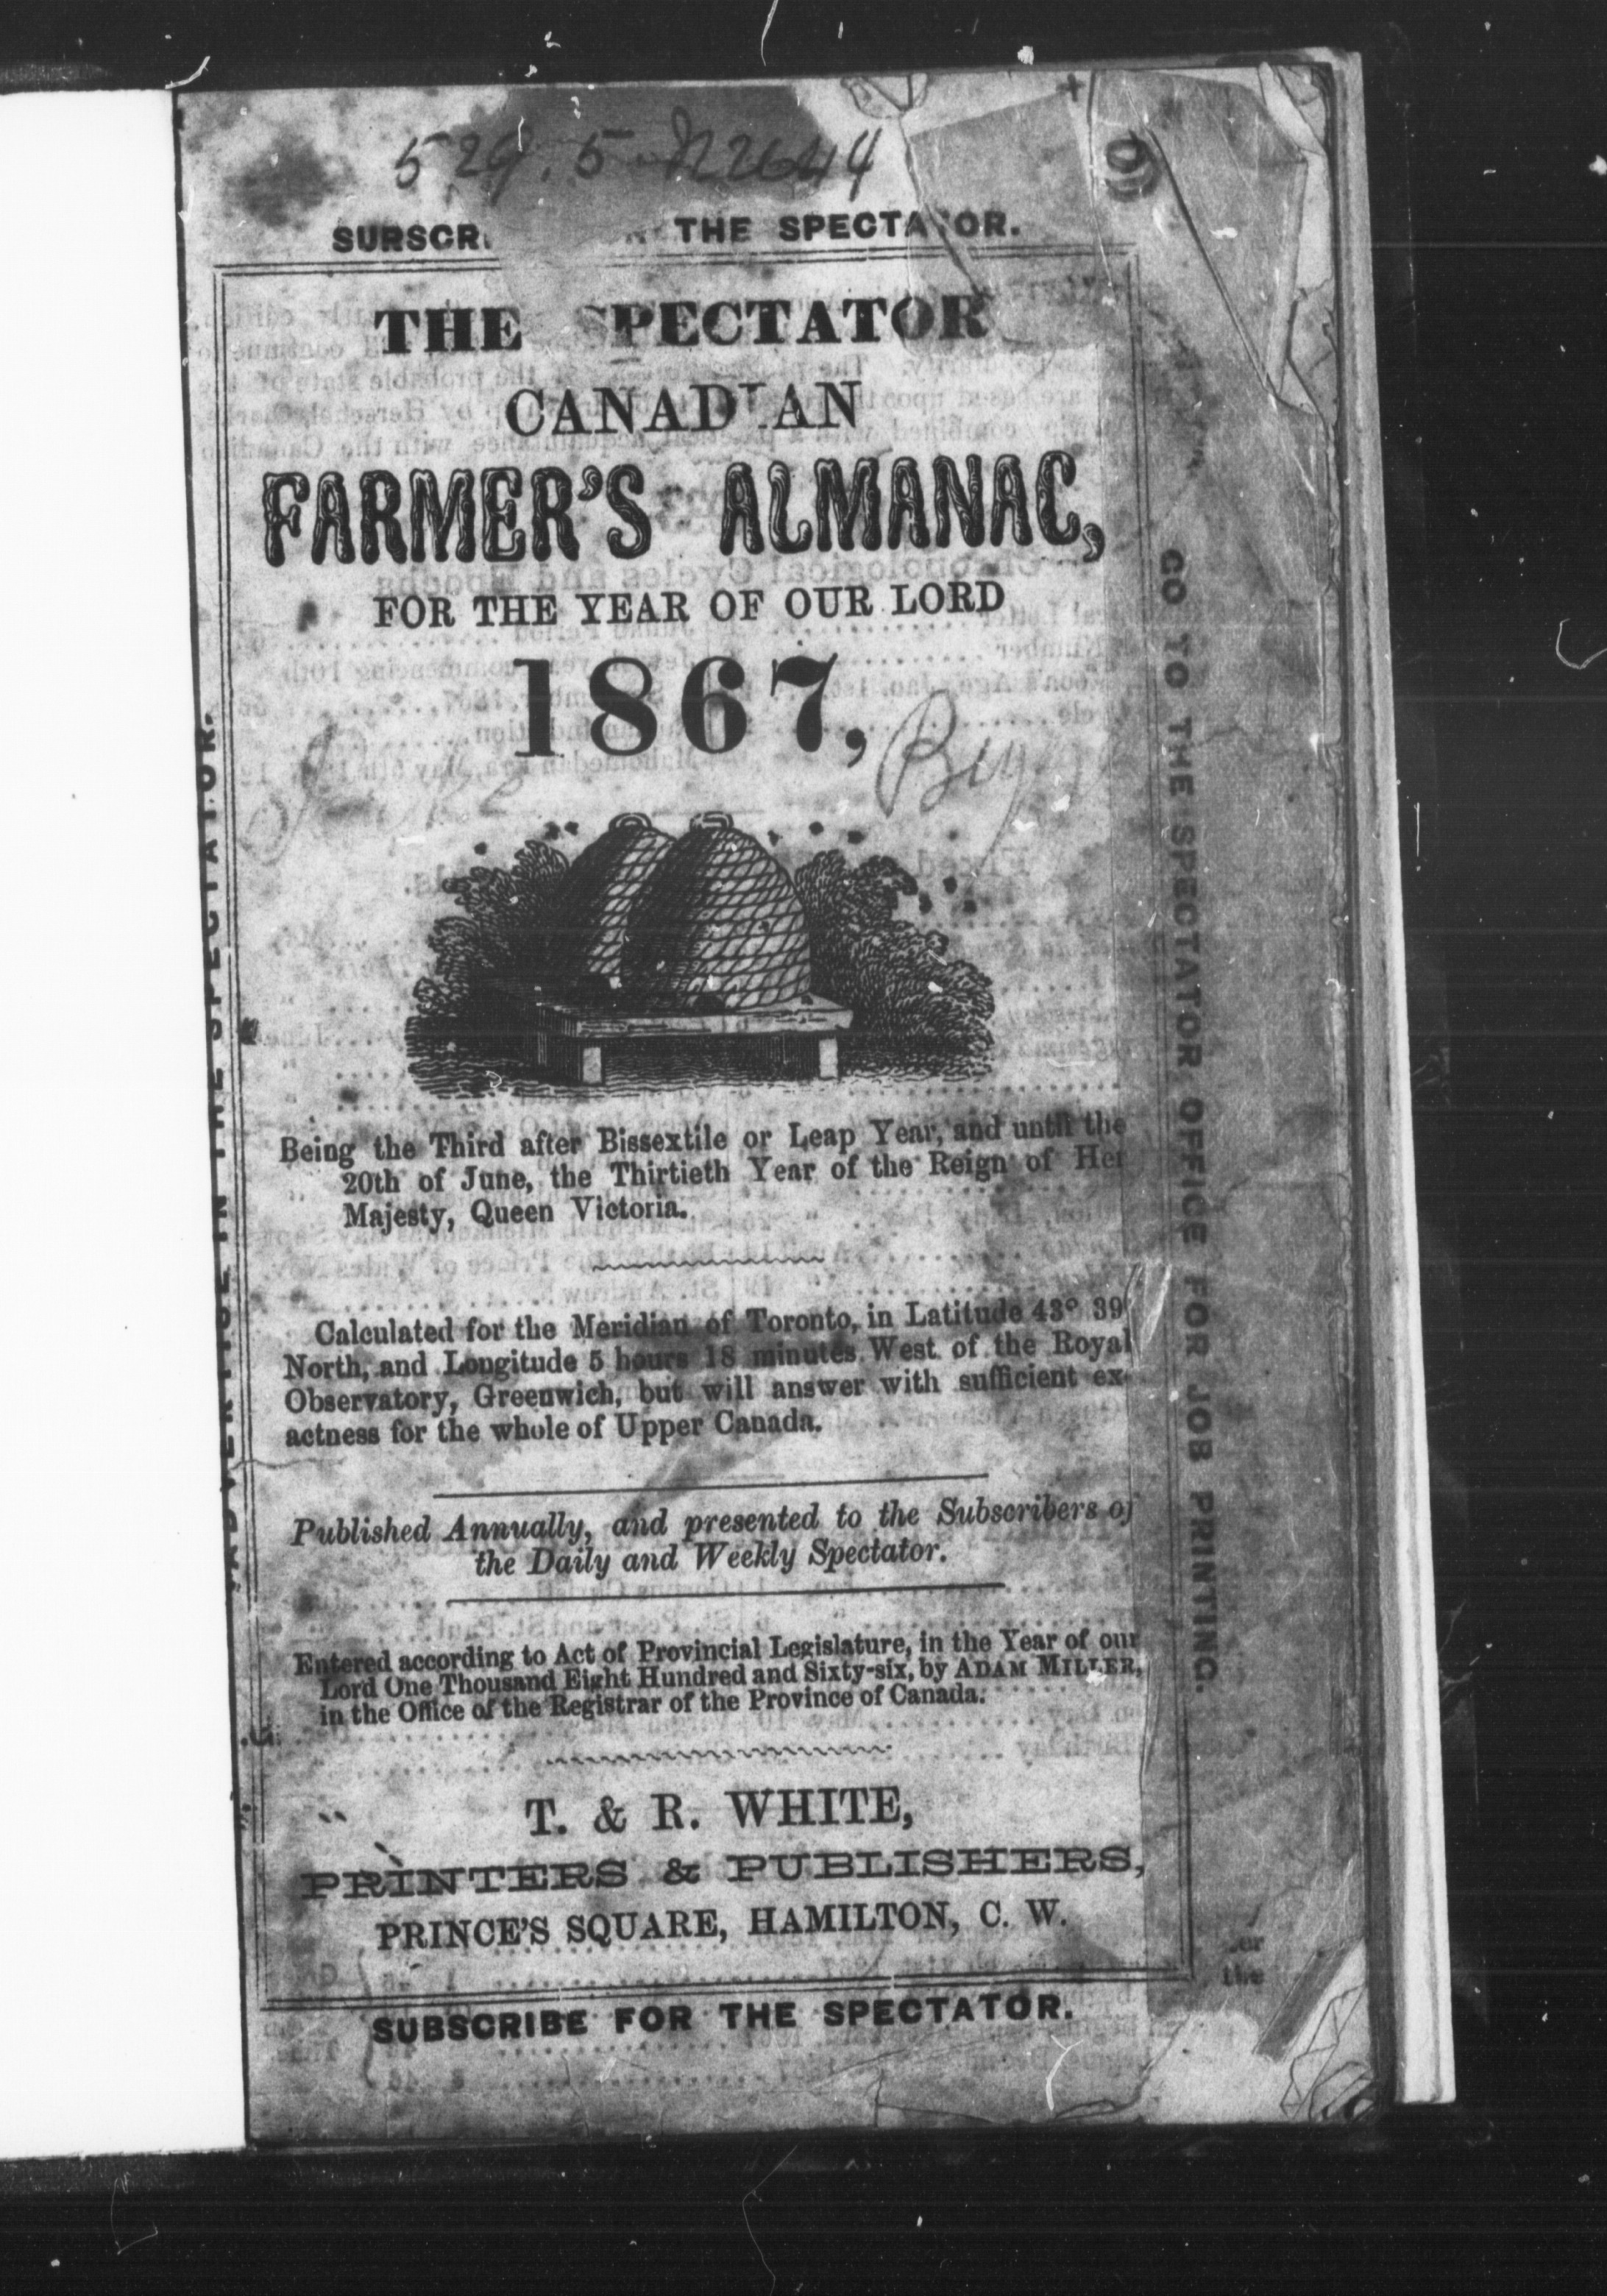 529.5 N2644
THE SPECTATOR.
THE SPECTATOR
CANADIAN
FARMER'S ALMANAC,
FOR THE YEAR OF OUR LORD
1867,
Being the Third after Bissextile or Leap Year, and until the
20th of June, the Thirtieth Year of the Reign of Her
Majesty, Queen Victoria.
Calculated for the Meridian of Toronto, in Latitude 43° 39'
North, and Longitude 5 hours 18 minutes West of the Royal
Observatory, Greenwich, but will answer with sufficient ex-
actness for the whole of Upper Canada.
Published Annually, and presented to the Subscribers of
the Daily and Weekly Spectator.
Entered according to Act of Provincial Legislature, in the Year of our
Lord One Thousand Eight Hundred and Sixty-six, by ADAM MILLER,
in the Office of the Registrar of the Province of Canada.
T. & R. WHITE,
PRINTERS & PUBLISHERS,
PRINCE'S SQUARE, HAMILTON, C. W.
SUBSCRIBE FOR THE SPECTATOR.
ADVERTISE IN THE SPECTATOR.
GO TO THE SPECTATOR OFFICE FOR JOB PRINTING.